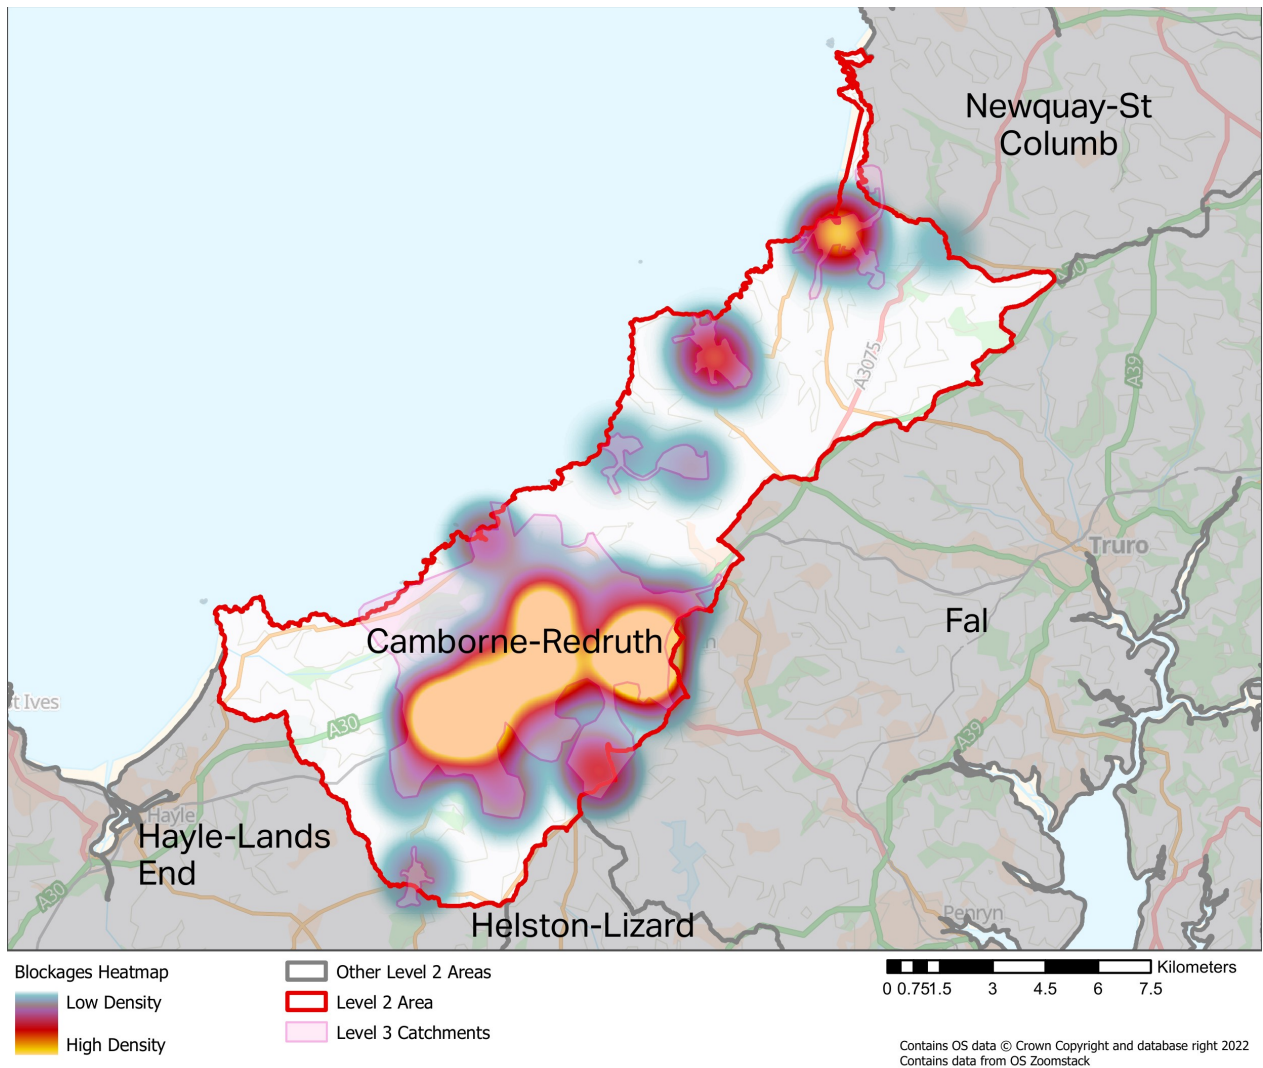 Newquay-St
Columb
A30
A39
A3075
Truro
Fal
Camborne-Redruth
t Ives
A30
A39
Hayle
Hayle-Lands
End
A30
Penryn
Helston-Lizard
Blockages Heatmap
Low Density
High Density
Other Level 2 Areas
Level 2 Area
Level 3 Catchments
Kilometers
0 0.75 1.5 3 4.5 6 7.5
Contains OS data © Crown Copyright and database right 2022
Contains data from OS Zoomstack